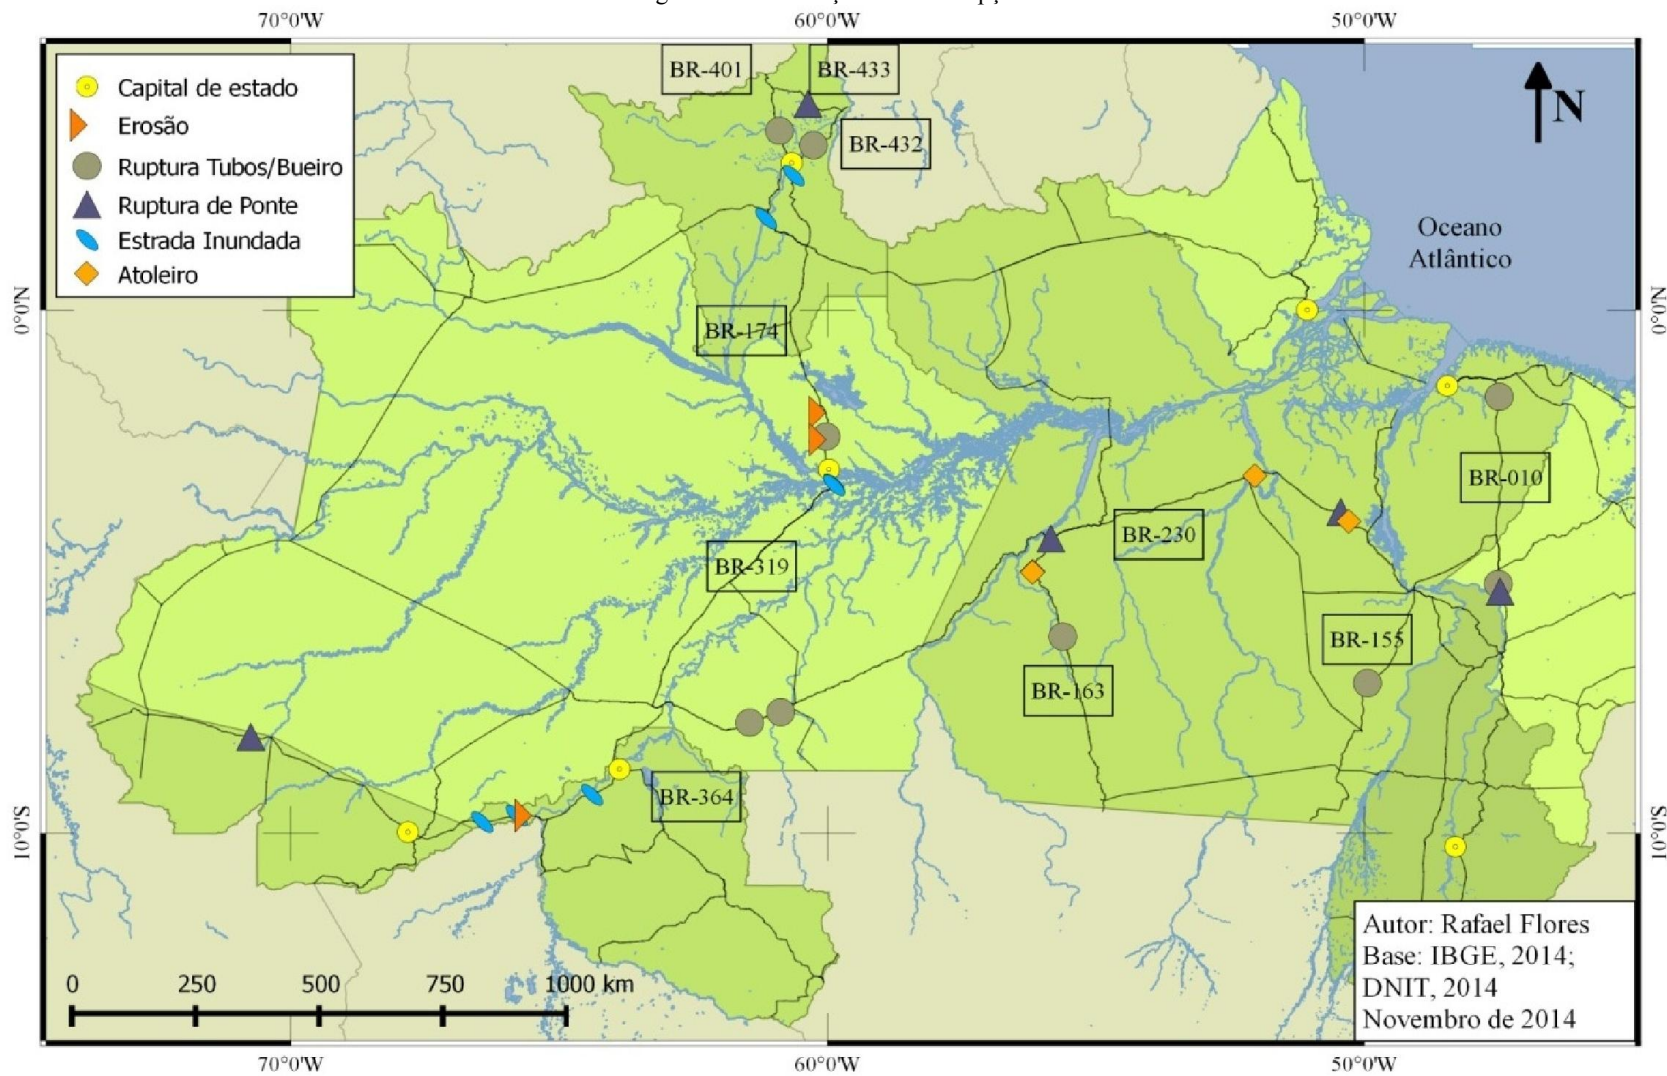 70°0'W 60°0'W 50°0'W
BR-401 BR-433
Capital de estado
Erosão
N
BR-432
Ruptura Tubos/Bueiro
Ruptura de Ponte
Estrada Inundada
Atoleiro
Oceano
Atlântico
0°0'N 0°0'N
BR-174
BR-010
BR-230
BR-319
BR-155
BR-163
BR-364
10°0'S 10°0'S
Autor: Rafael Flores
Base: IBGE, 2014;
DNIT, 2014
Novembro de 2014
0 250 500 750 1000 km
70°0'W 60°0'W 50°0'W